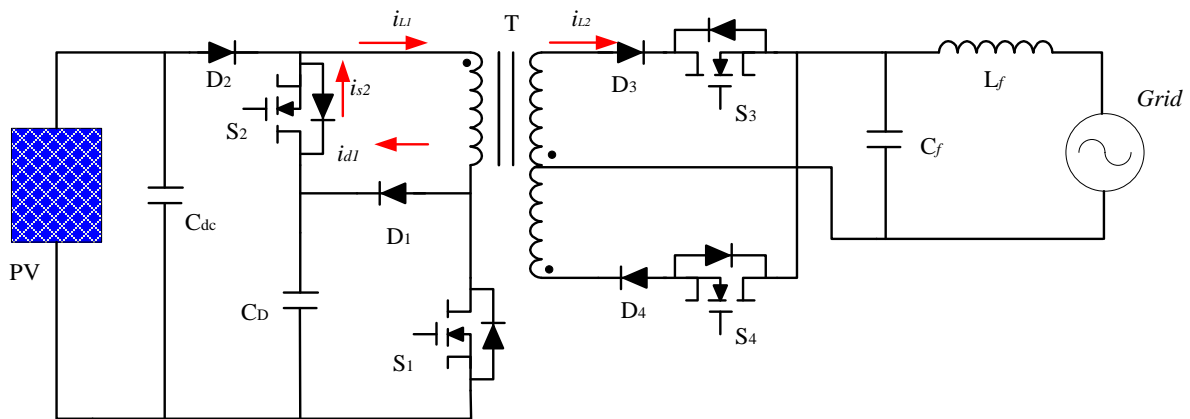 iL1
T
iL2
D2
is2
D3
S2
S3
Lf
Grid
id1
Cf
Cdc
D1
PV
CD
D4
S1
S4